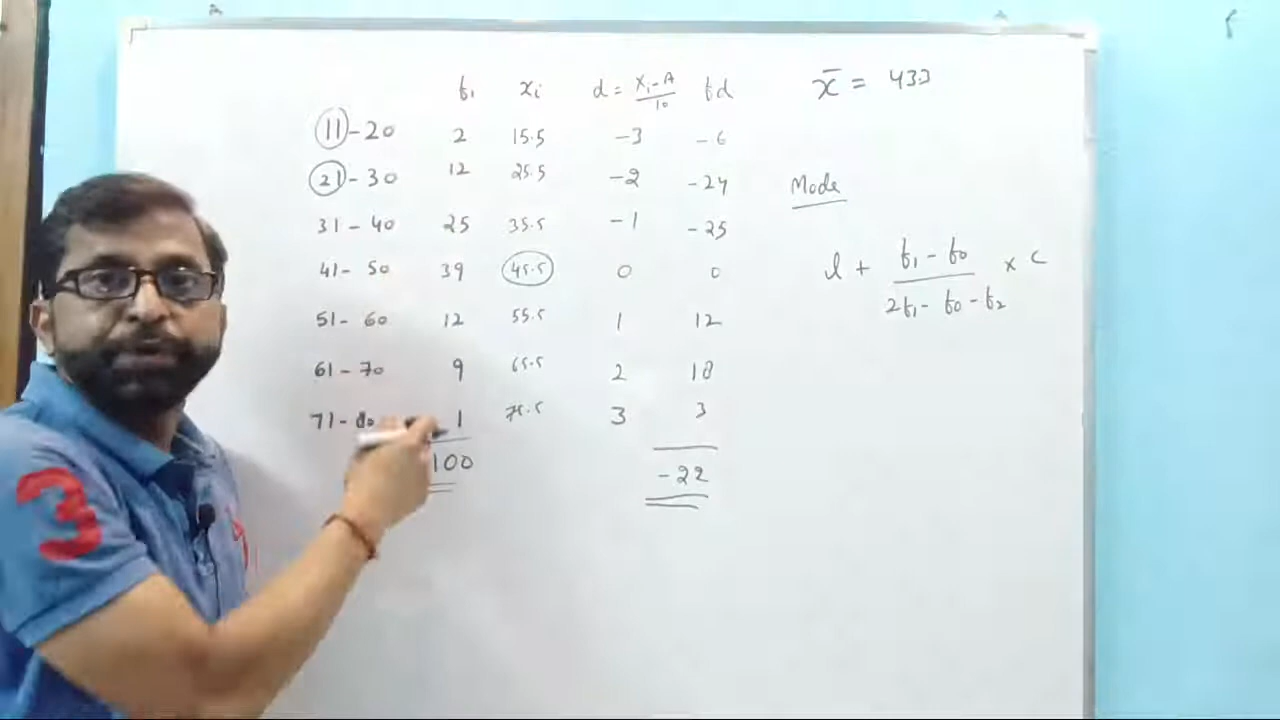 f₁ xi d = xi-A/10 fd
11-20 2 15.5 -3 -6
21-30 12 25.5 -2 -24
31-40 25 35.5 -1 -25
41-50 39 45.5 0 0
51-60 12 55.5 1 12
61-70 9 65.5 2 18
71-80 1 75.5 3 3
100 -22
x̄ = 433
Mode
l + f₁-f₀/2f₁-f₀-f₂ × c
3